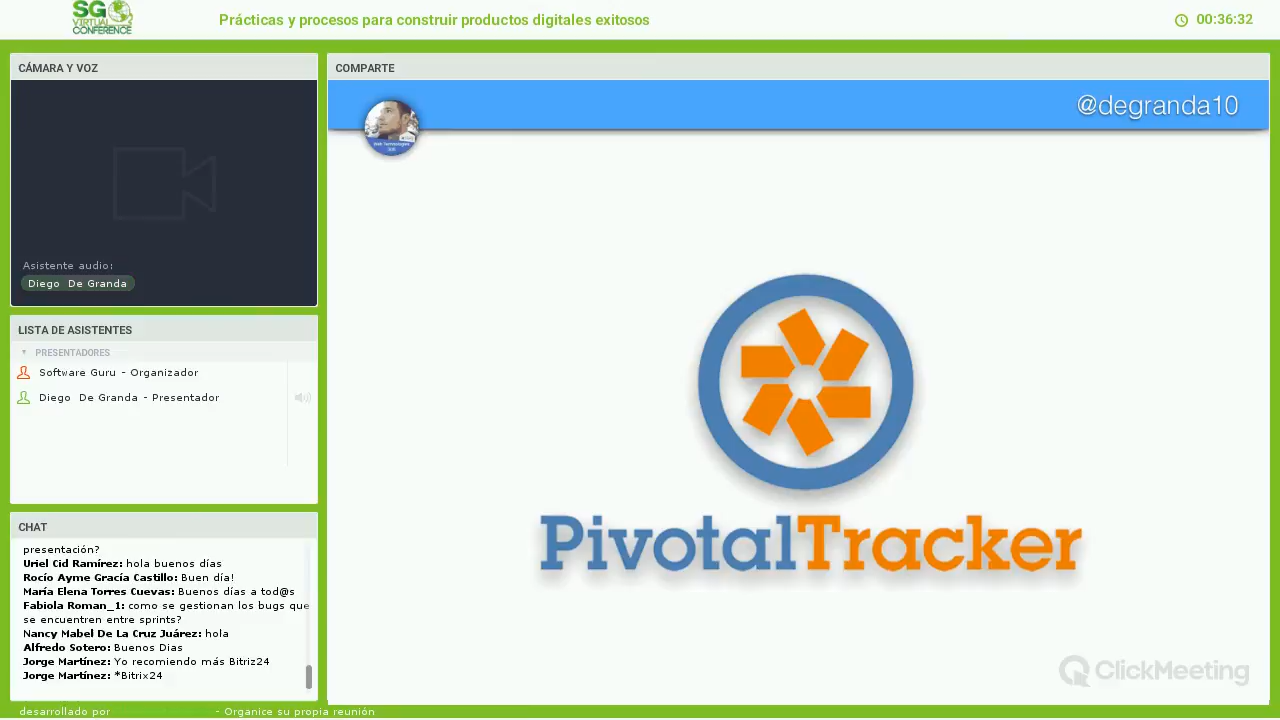 SG
VIRTUAL
CONFERENCE
Prácticas y procesos para construir productos digitales exitosos
00:36:32
CÁMARA Y VOZ
Asistente audio:
Diego De Granda
LISTA DE ASISTENTES
PRESENTADORES
Software Guru - Organizador
Diego De Granda - Presentador
CHAT
presentación?
Uriel Cid Ramírez: hola buenos días
Rocío Ayme Gracía Castillo: Buen día!
María Elena Torres Cuevas: Buenos días a tod@s
Fabiola Roman_1: como se gestionan los bugs que
se encuentren entre sprints?
Nancy Mabel De La Cruz Juárez: hola
Alfredo Sotero: Buenos Dias
Jorge Martínez: Yo recomiendo más Bitriz24
Jorge Martínez: *Bitrix24
desarrollado por - Organice su propia reunión
COMPARTE
@degranda10
PivotalTracker
ClickMeeting